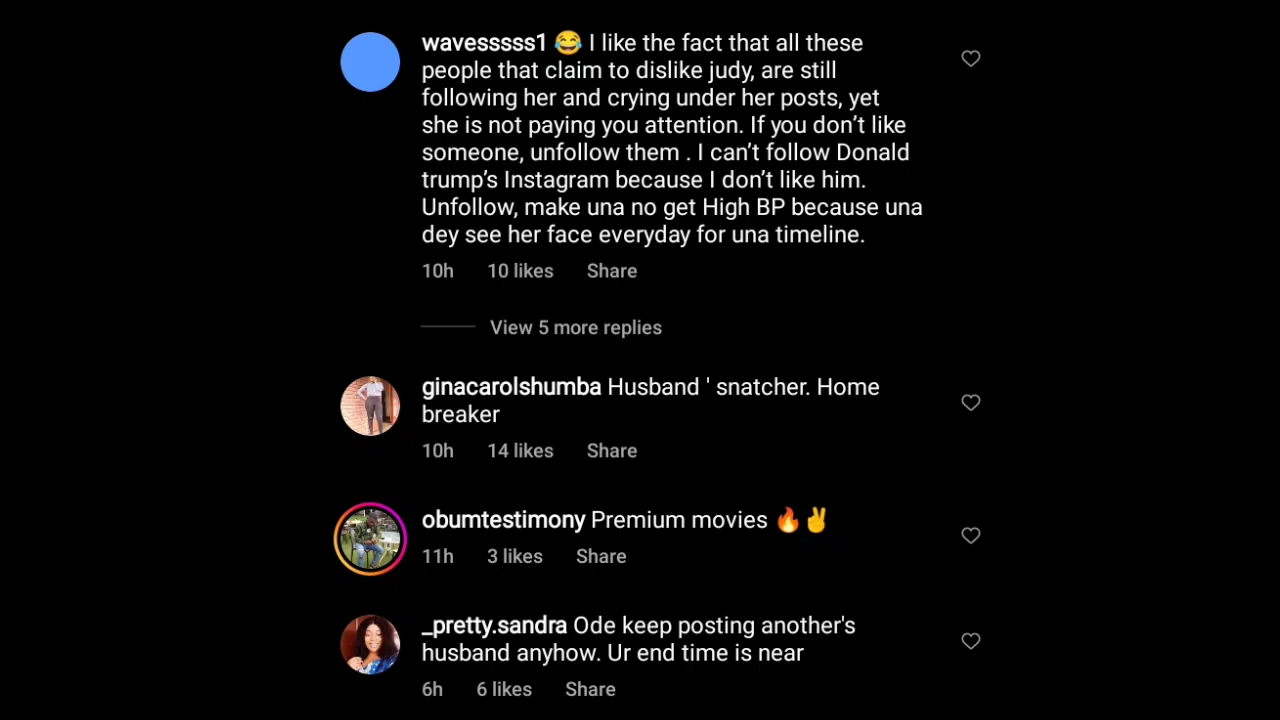 wavesssss1 😂 I like the fact that all these
people that claim to dislike judy, are still
following her and crying under her posts, yet
she is not paying you attention. If you don’t like
someone, unfollow them . I can’t follow Donald
trump’s Instagram because I don’t like him.
Unfollow, make una no get High BP because una
dey see her face everyday for una timeline.
10h 10 likes Share
View 5 more replies
ginacarolshumba Husband ' snatcher. Home
breaker
10h 14 likes Share
obumtestimony Premium movies 🔥✌️
11h 3 likes Share
_pretty.sandra Ode keep posting another's
husband anyhow. Ur end time is near
6h 6 likes Share